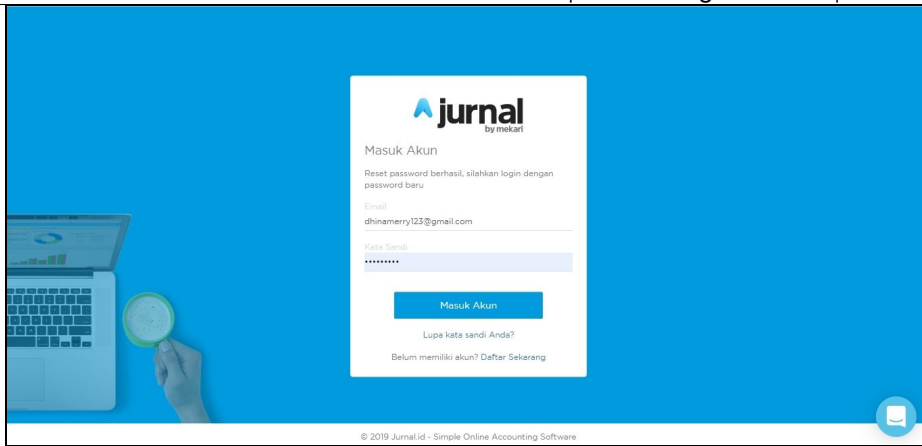 jurnal
by mekari
Masuk Akun
Reset password berhasil, silahkan login dengan
password baru
Email
dhinamerry123@gmail.com
Kata Sandi
•••••••••
Masuk Akun
Lupa kata sandi Anda?
Belum memiliki akun? Daftar Sekarang
© 2019 Jurnal.id - Simple Online Accounting Software